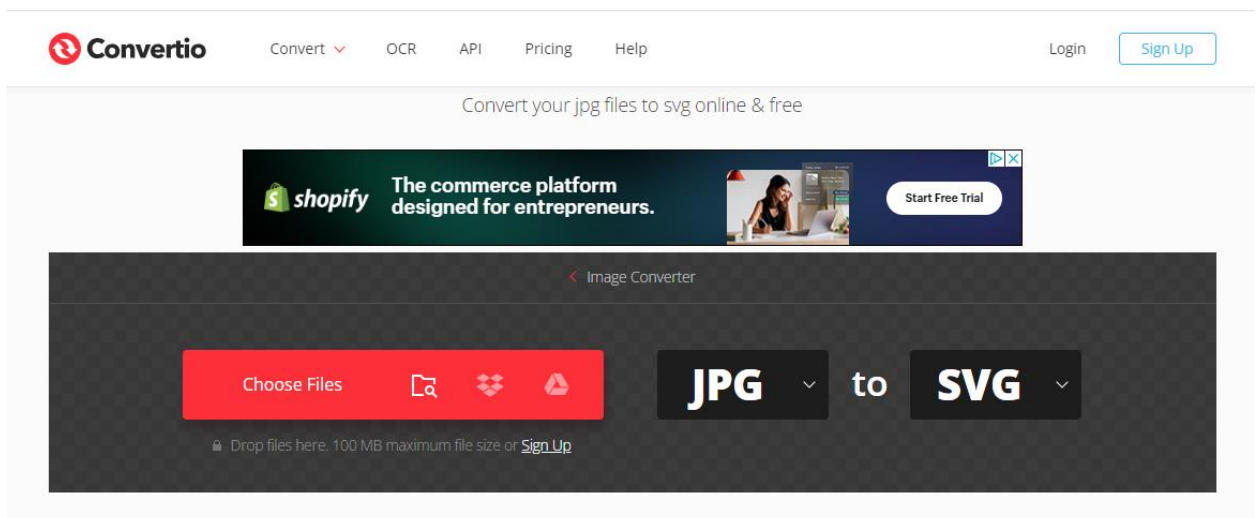 Convertio Convert OCR API Pricing Help Login Sign Up
Convert your jpg files to svg online & free
shopify
The commerce platform
designed for entrepreneurs.
Start Free Trial
Image Converter
Choose Files
JPG to SVG
Drop files here. 100 MB maximum file size or Sign Up